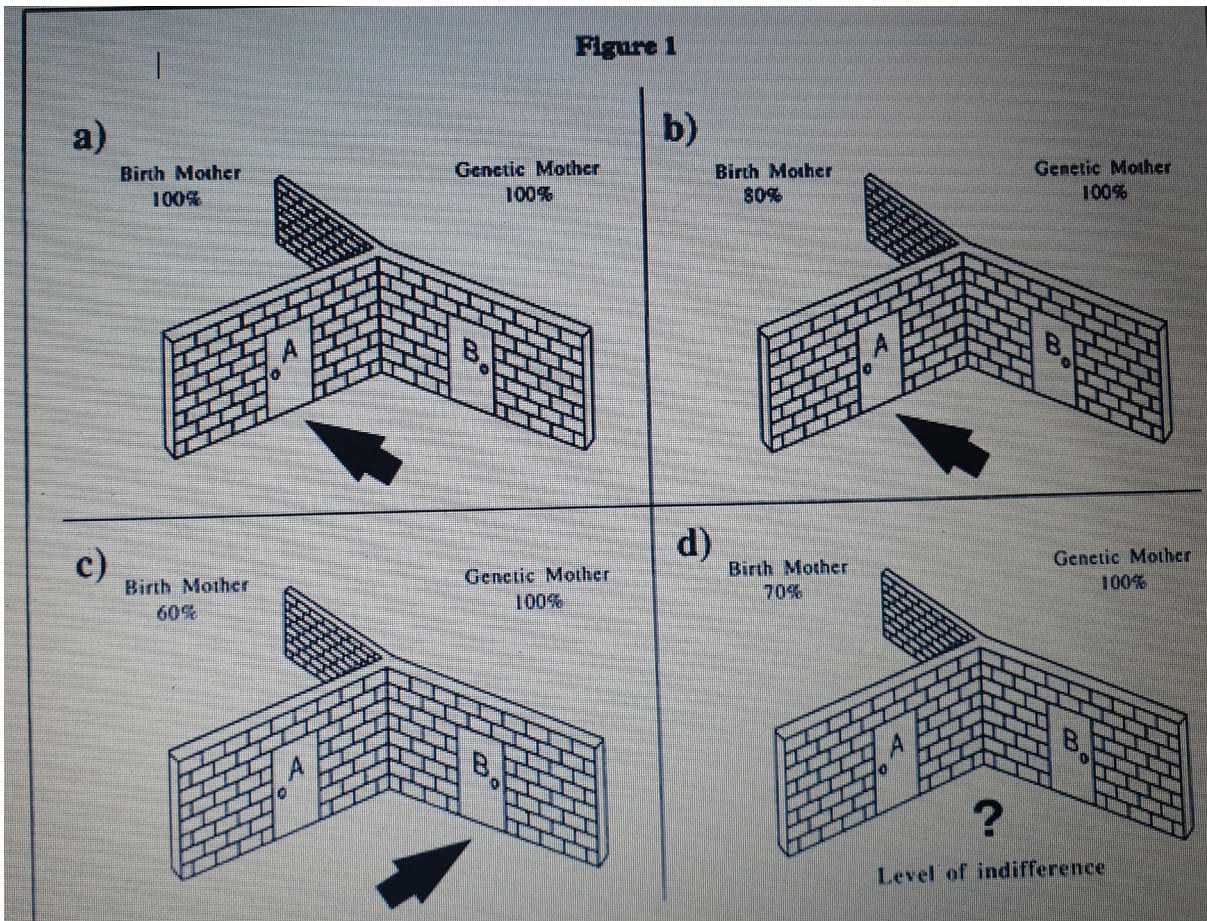 Figure 1
a)
Birth Mother
100%
Genetic Mother
100%
A
B
b)
Birth Mother
80%
Genetic Mother
100%
A
B
c)
Birth Mother
60%
Genetic Mother
100%
A
B
d)
Birth Mother
70%
Genetic Mother
100%
A
B
?
Level of indifference